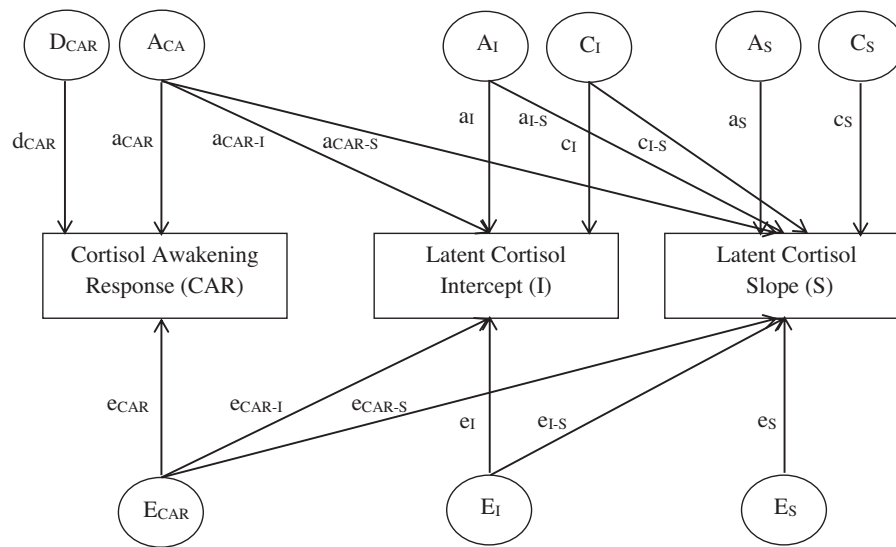 DCAR ACA AI CI AS CS
dCAR aCAR aCAR-I aCAR-S aI aI-S cI cI-S aS cS
Cortisol Awakening
Response (CAR)
Latent Cortisol
Intercept (I)
Latent Cortisol
Slope (S)
eCAR eCAR-I eCAR-S eI eI-S eS
ECAR EI ES